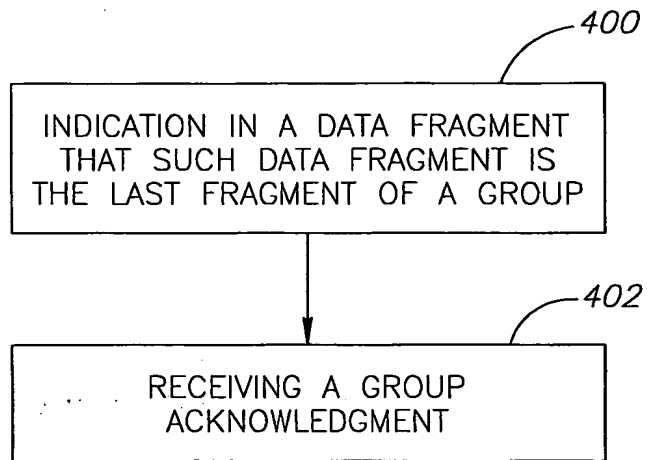 400
INDICATION IN A DATA FRAGMENT
THAT SUCH DATA FRAGMENT IS
THE LAST FRAGMENT OF A GROUP
402
RECEIVING A GROUP
ACKNOWLEDGMENT